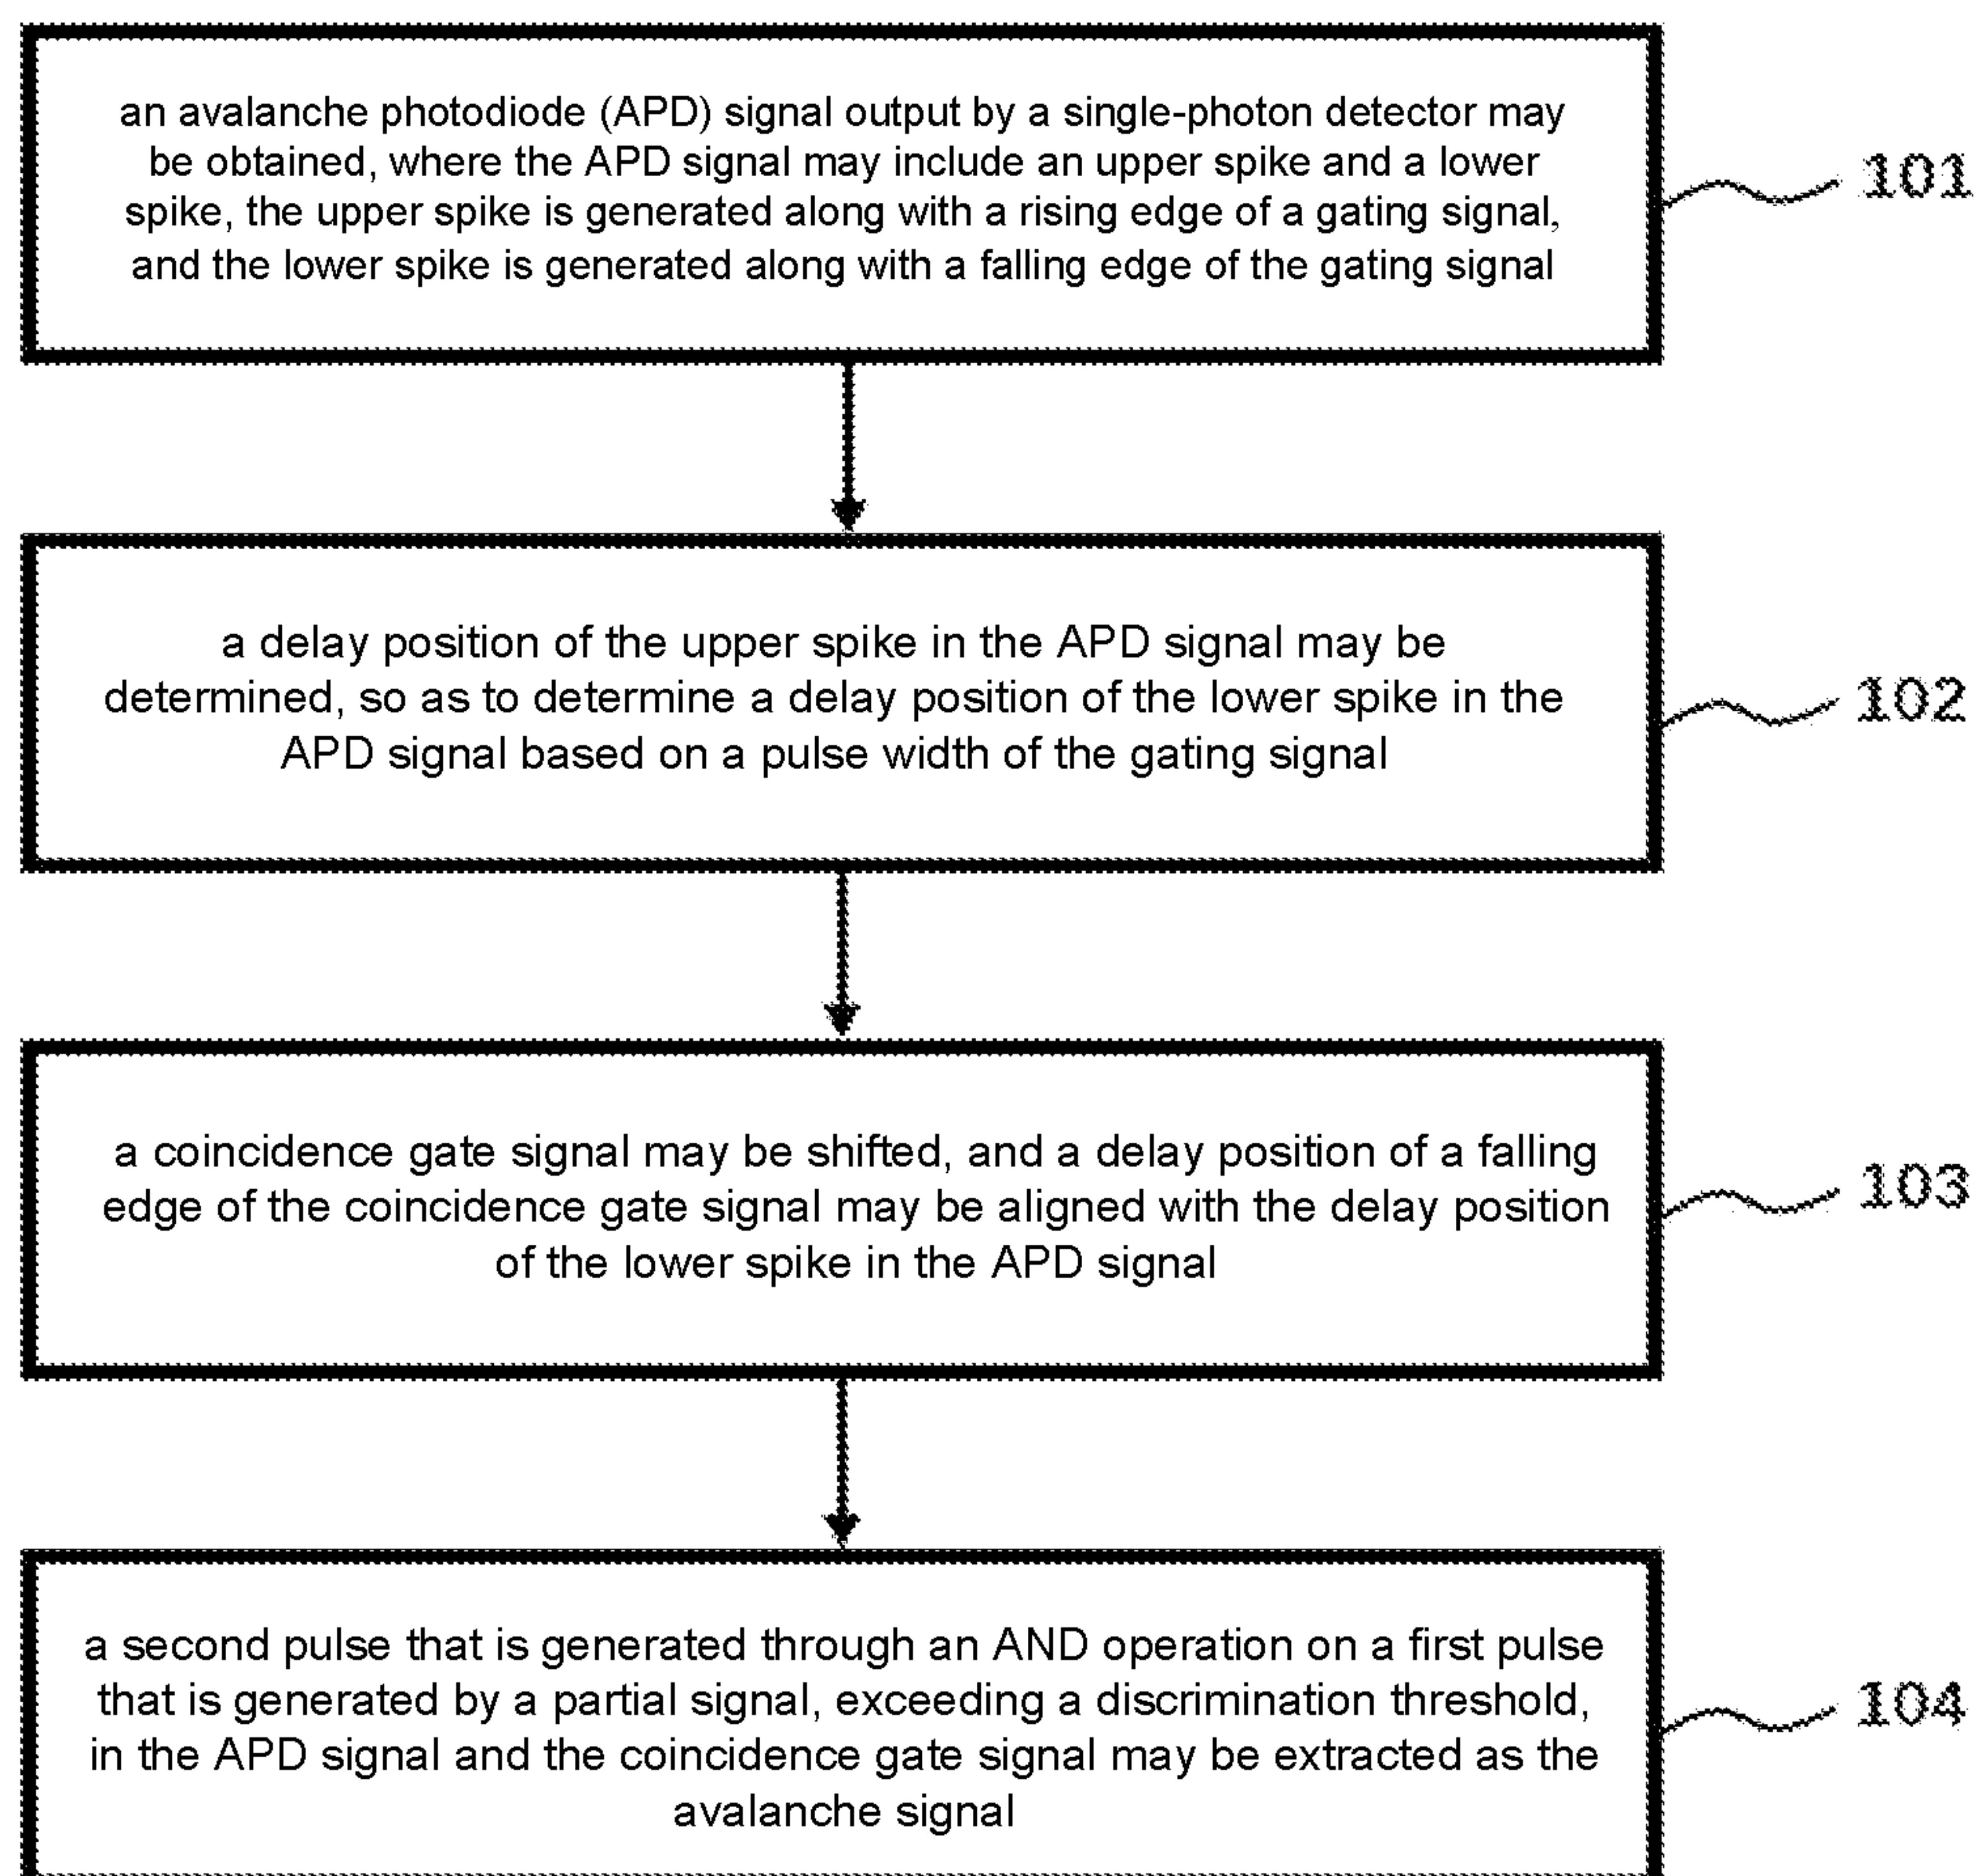 an avalanche photodiode (APD) signal output by a single-photon detector may
be obtained, where the APD signal may include an upper spike and a lower
spike, the upper spike is generated along with a rising edge of a gating signal,
and the lower spike is generated along with a falling edge of the gating signal
101
a delay position of the upper spike in the APD signal may be
determined, so as to determine a delay position of the lower spike in the
APD signal based on a pulse width of the gating signal
102
a coincidence gate signal may be shifted, and a delay position of a falling
edge of the coincidence gate signal may be aligned with the delay position
of the lower spike in the APD signal
103
a second pulse that is generated through an AND operation on a first pulse
that is generated by a partial signal, exceeding a discrimination threshold,
in the APD signal and the coincidence gate signal may be extracted as the
avalanche signal
104